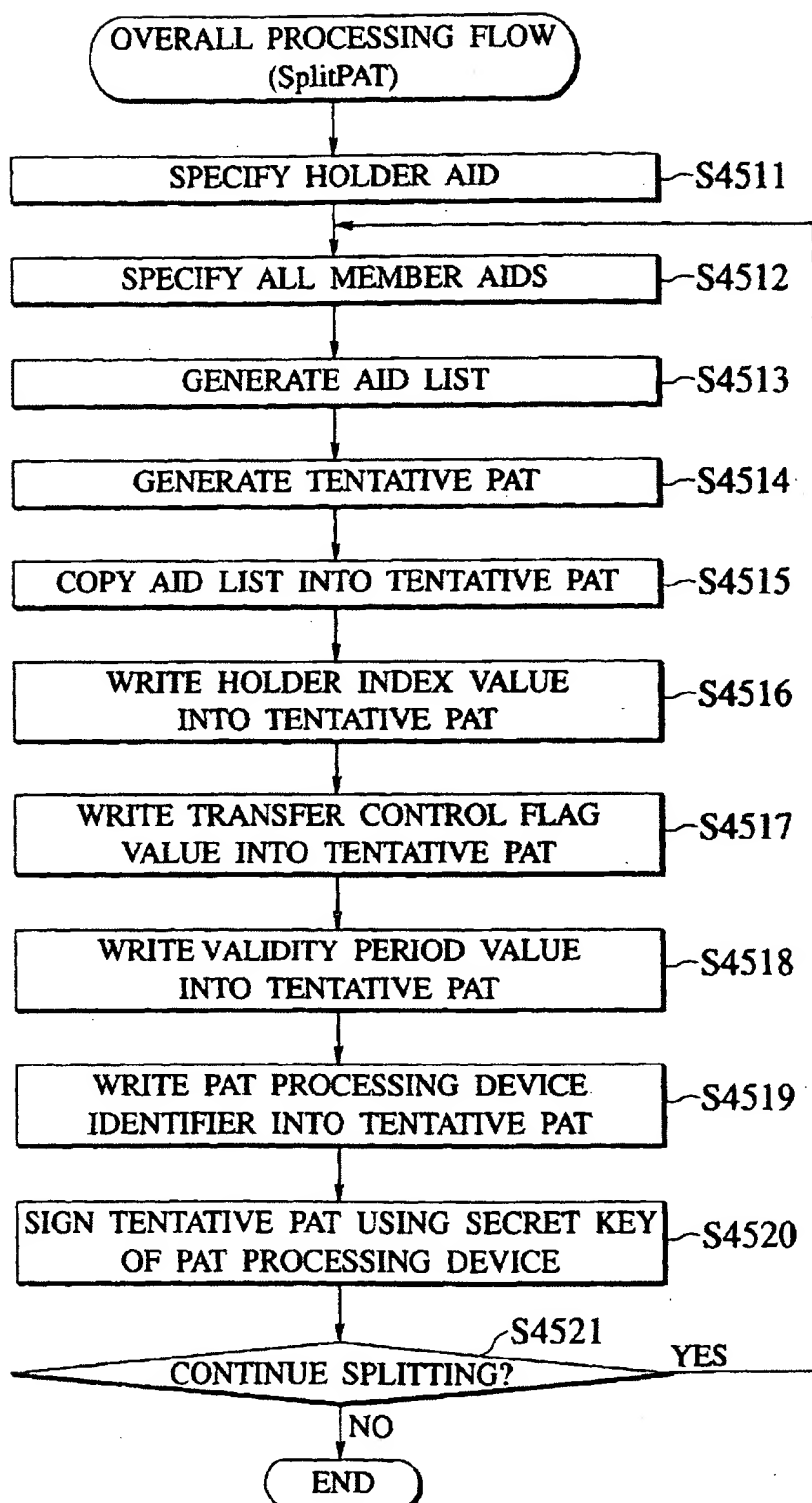 OVERALL PROCESSING FLOW
(SplitPAT)
SPECIFY HOLDER AID
S4511
SPECIFY ALL MEMBER AIDS
S4512
GENERATE AID LIST
S4513
GENERATE TENTATIVE PAT
S4514
COPY AID LIST INTO TENTATIVE PAT
S4515
WRITE HOLDER INDEX VALUE
INTO TENTATIVE PAT
S4516
WRITE TRANSFER CONTROL FLAG
VALUE INTO TENTATIVE PAT
S4517
WRITE VALIDITY PERIOD VALUE
INTO TENTATIVE PAT
S4518
WRITE PAT PROCESSING DEVICE
IDENTIFIER INTO TENTATIVE PAT
S4519
SIGN TENTATIVE PAT USING SECRET KEY
OF PAT PROCESSING DEVICE
S4520
S4521
CONTINUE SPLITTING?
YES
NO
END